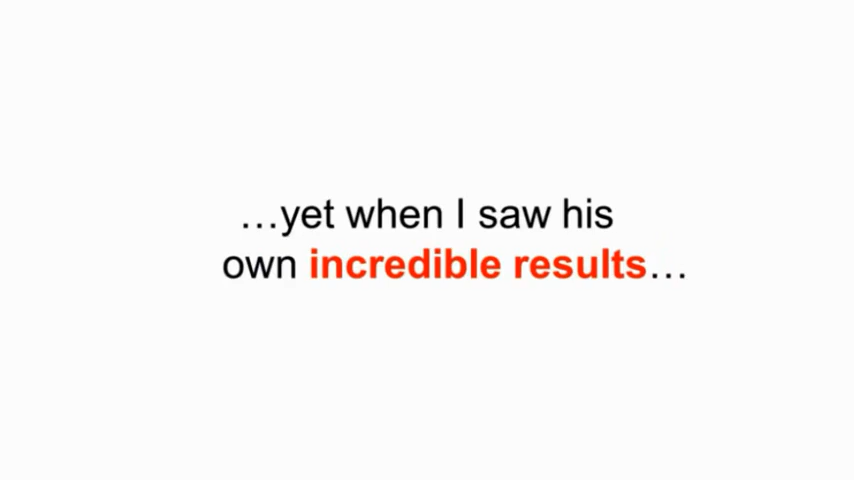 …yet when I saw his
own incredible results…